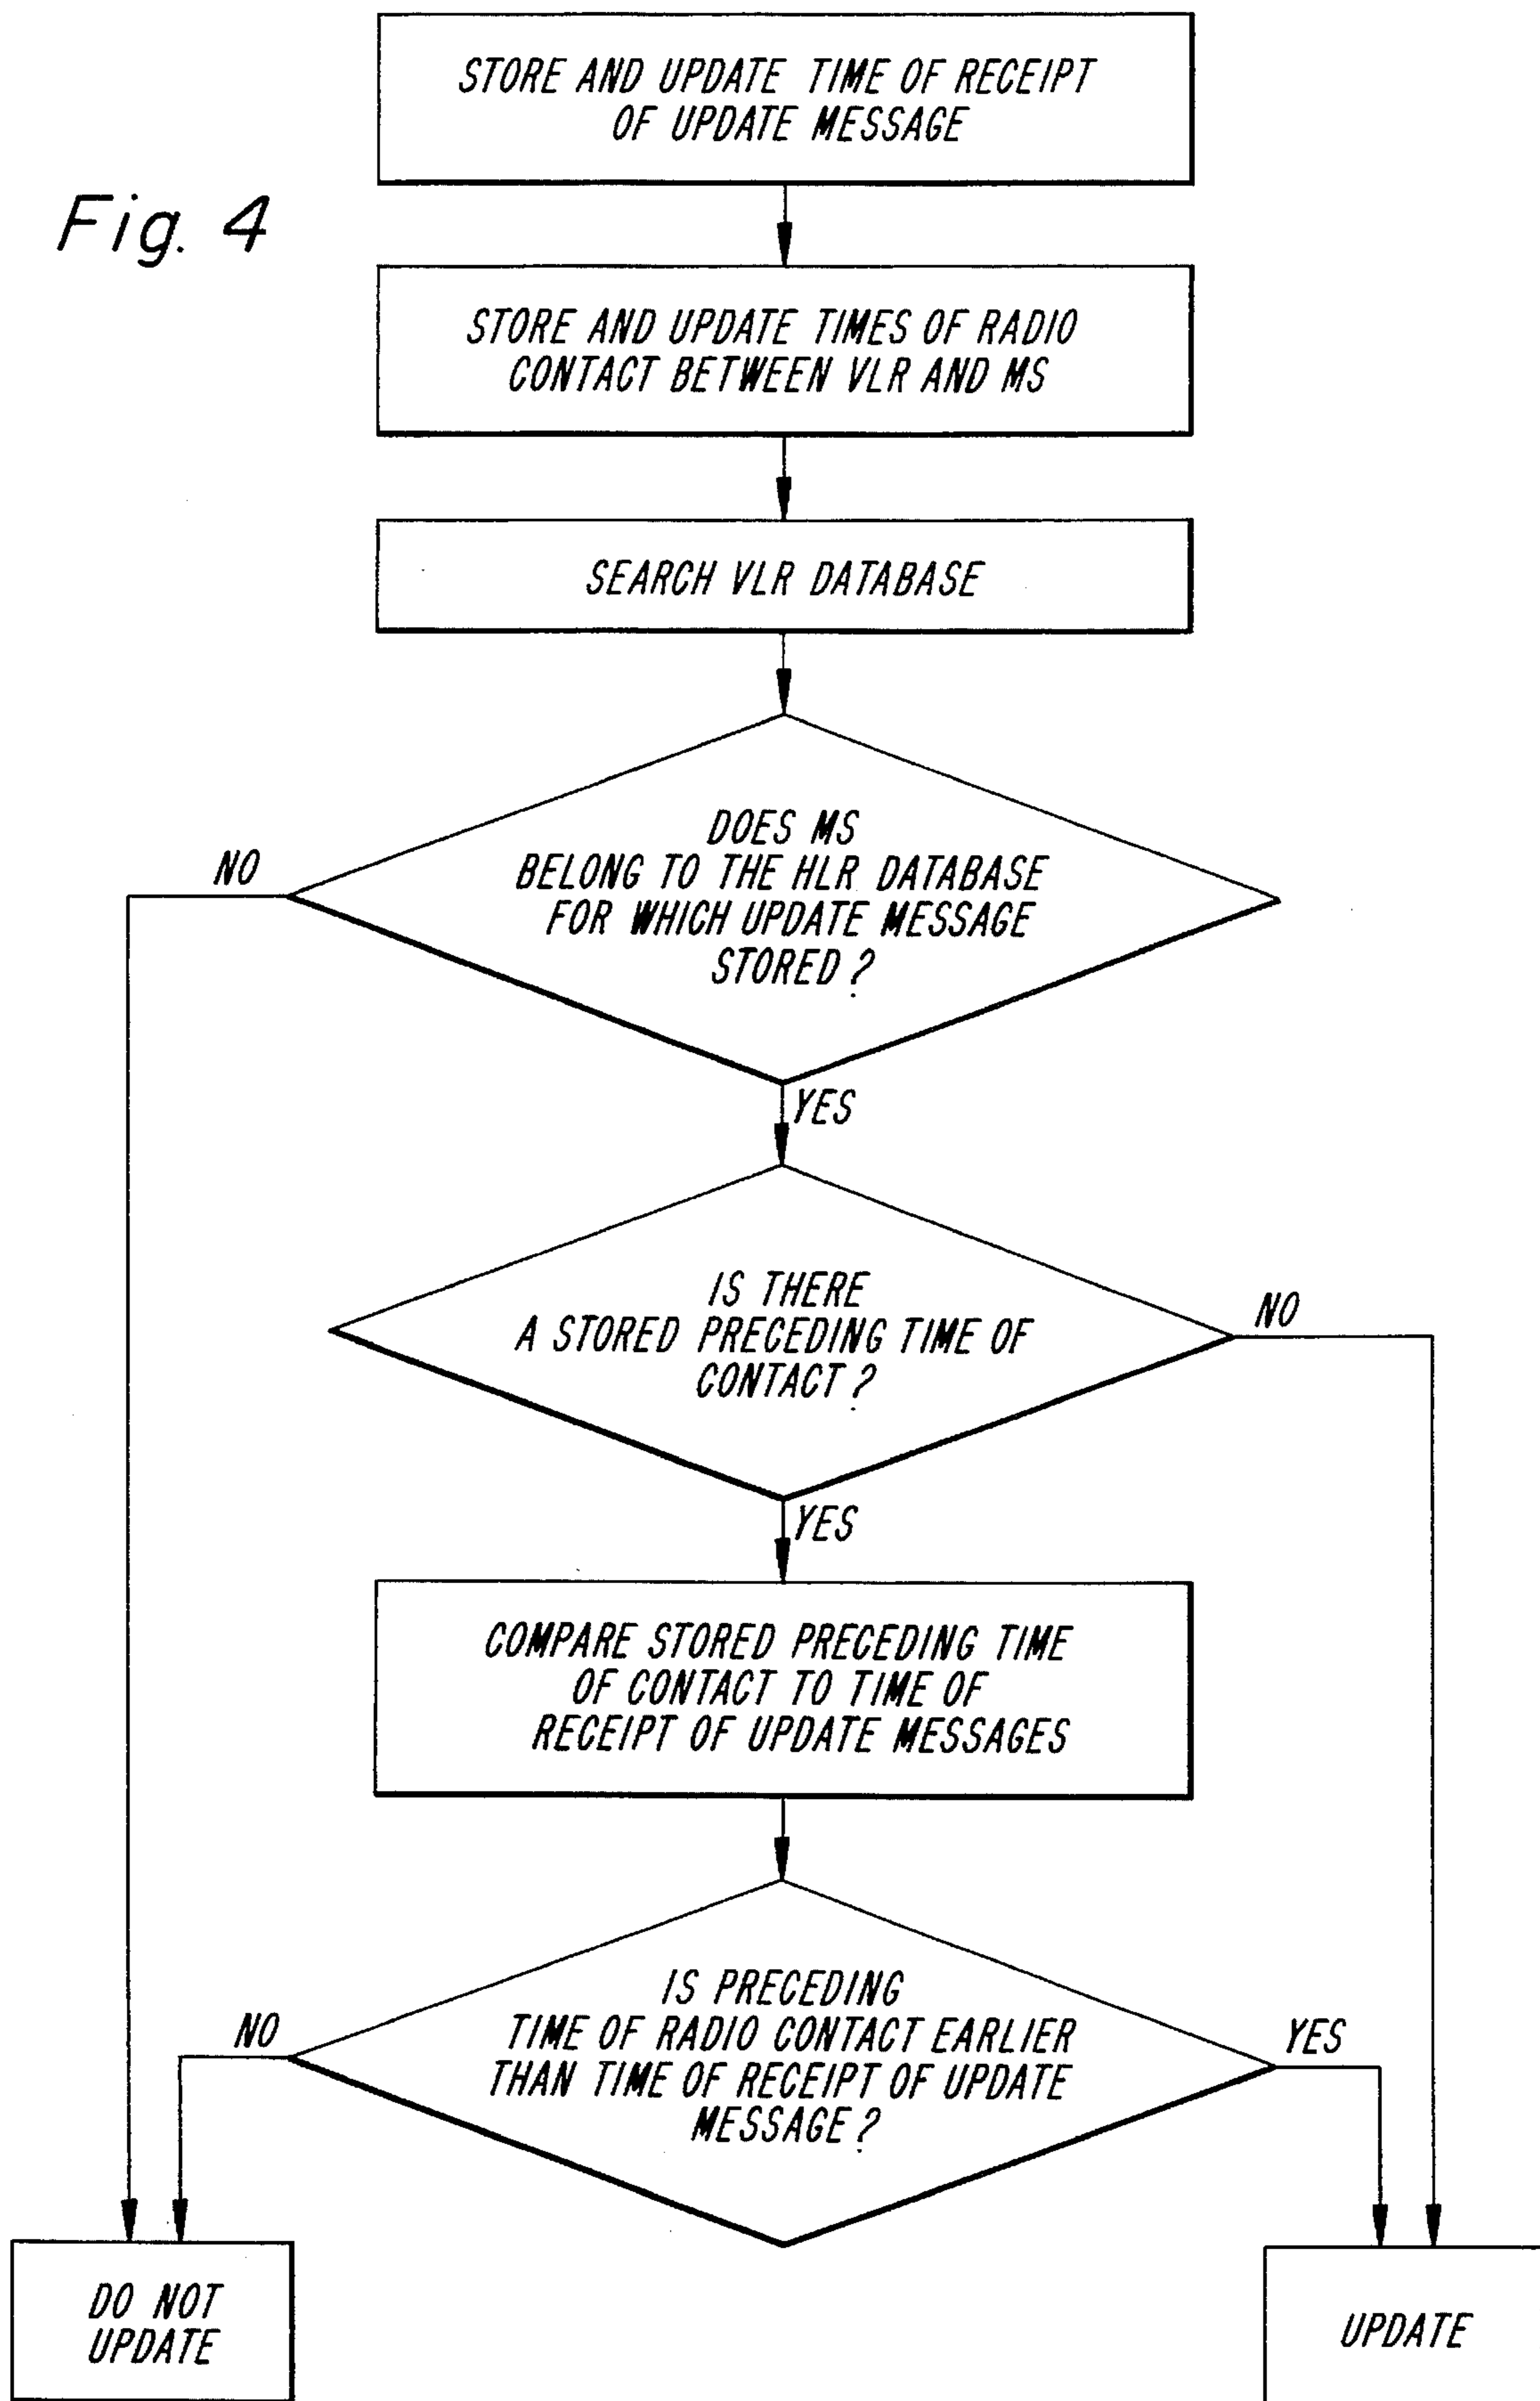 STORE AND UPDATE TIME OF RECEIPT
OF UPDATE MESSAGE
Fig. 4
STORE AND UPDATE TIMES OF RADIO
CONTACT BETWEEN VLR AND MS
SEARCH VLR DATABASE
DOES MS
BELONG TO THE HLR DATABASE
FOR WHICH UPDATE MESSAGE
STORED?
NO
YES
IS THERE
A STORED PRECEDING TIME OF
CONTACT?
NO
YES
COMPARE STORED PRECEDING TIME
OF CONTACT TO TIME OF
RECEIPT OF UPDATE MESSAGES
IS PRECEDING
TIME OF RADIO CONTACT EARLIER
THAN TIME OF RECEIPT OF UPDATE
MESSAGE?
NO
YES
DO NOT
UPDATE
UPDATE